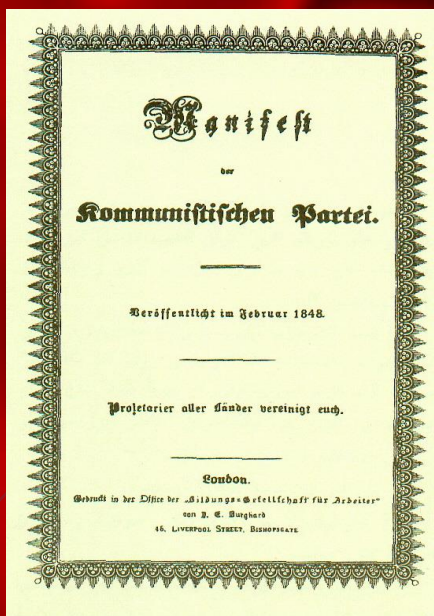 Manifest
der
Kommunistischen Partei.
Veröffentlicht im Februar 1848.
Proletarier aller Länder vereinigt euch.
London.
Gedruckt in der Office der „Bildungs=Gesellschaft für Arbeiter“
von J. E. Burghard
46, LIVERPOOL STREET, BISHOPSGATE